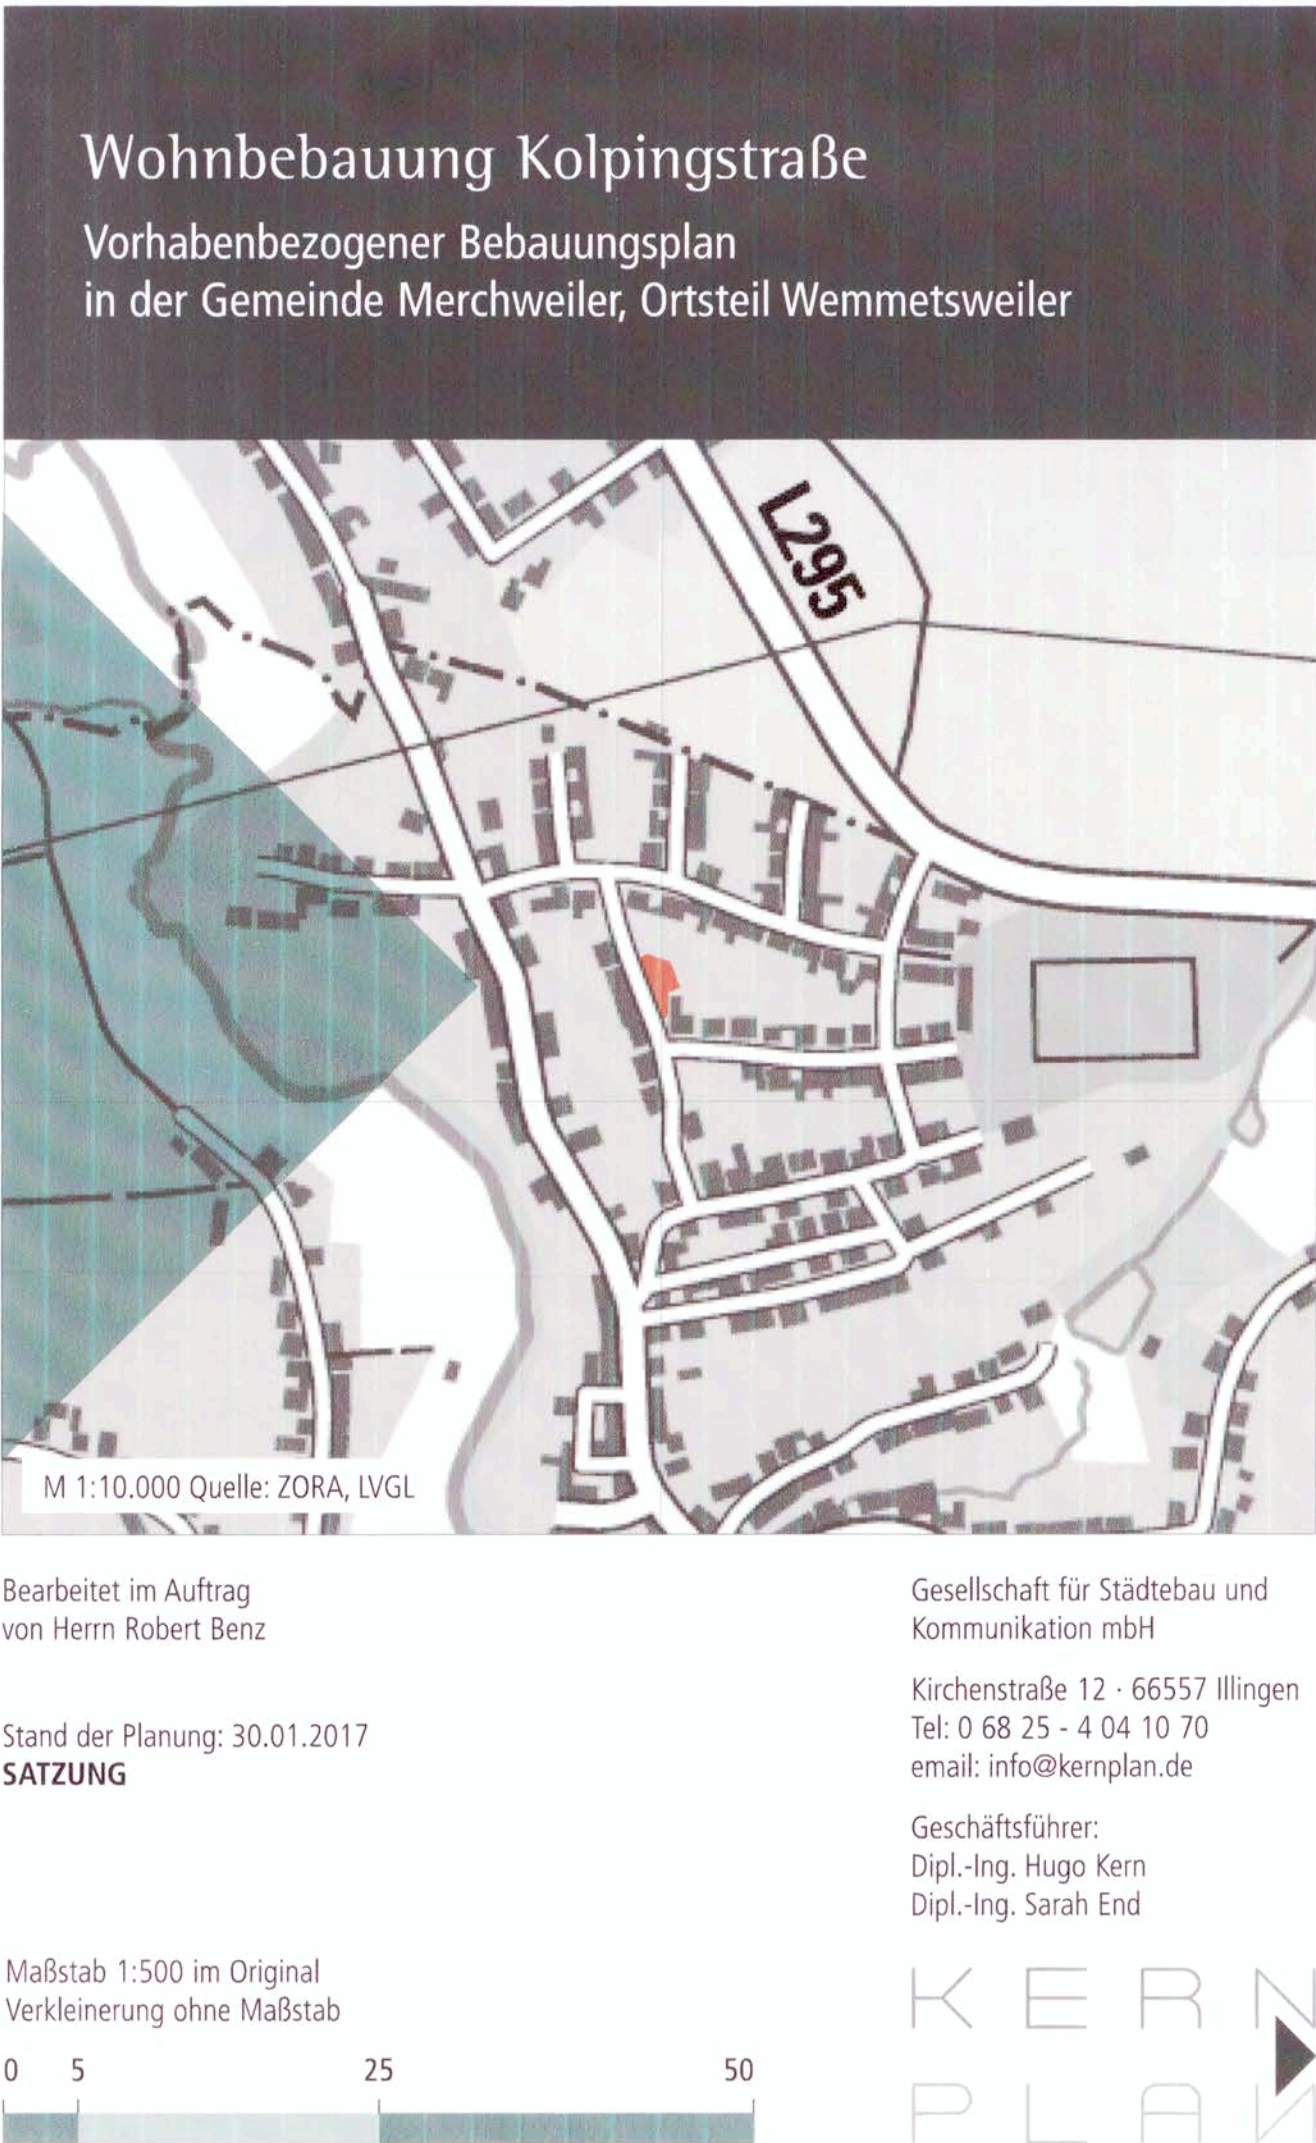 Wohnbebauung Kolpingstraße
Vorhabenbezogener Bebauungsplan
in der Gemeinde Merchweiler, Ortsteil Wemmetsweiler
L295
M 1:10.000 Quelle: ZORA, LVGL
Bearbeitet im Auftrag
von Herrn Robert Benz
Stand der Planung: 30.01.2017
SATZUNG
Maßstab 1:500 im Original
Verkleinerung ohne Maßstab
0 5 25 50
Gesellschaft für Städtebau und
Kommunikation mbH
Kirchenstraße 12 · 66557 Illingen
Tel: 0 68 25 - 4 04 10 70
email: info@kernplan.de
Geschäftsführer:
Dipl.-Ing. Hugo Kern
Dipl.-Ing. Sarah End
KERN
PLAN